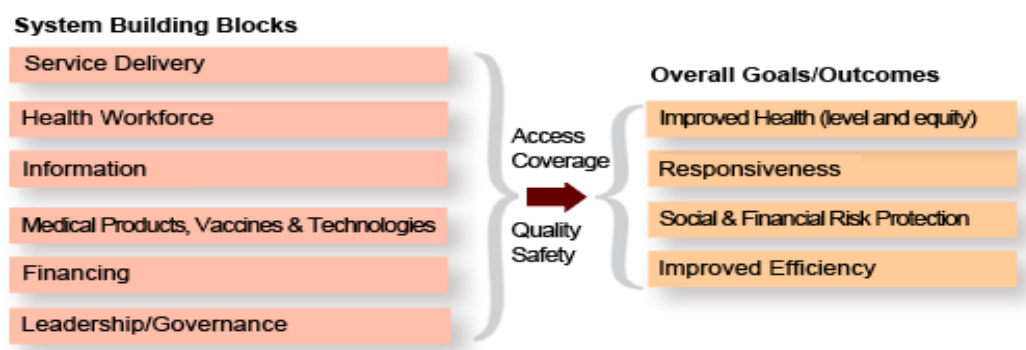 System Building Blocks
Service Delivery
Health Workforce
Information
Medical Products, Vaccines & Technologies
Financing
Leadership/Governance
Access
Coverage
Quality
Safety
Overall Goals/Outcomes
Improved Health (level and equity)
Responsiveness
Social & Financial Risk Protection
Improved Efficiency